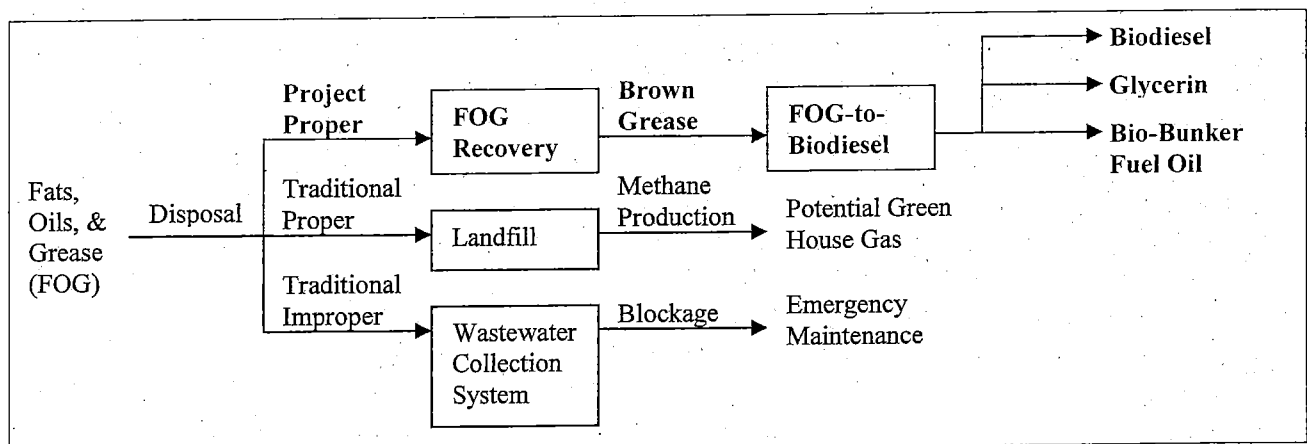 Biodiesel
Project
Proper
Brown
Grease
Glycerin
FOG
Recovery
FOG-to-
Biodiesel
Bio-Bunker
Fuel Oil
Fats,
Oils, &
Grease
(FOG)
Disposal
Traditional
Proper
Landfill
Methane
Production
Potential Green
House Gas
Traditional
Improper
Wastewater
Collection
System
Blockage
Emergency
Maintenance